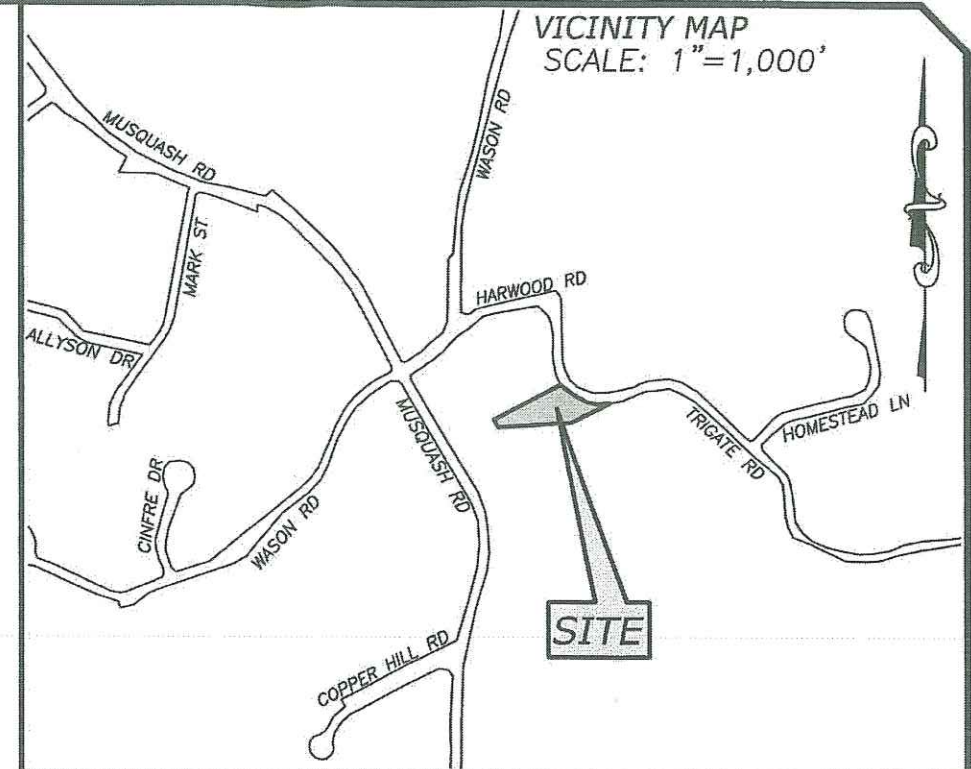 VICINITY MAP
SCALE: 1"=1,000'
WASON RD
MUSQUASH RD
MARK ST
HARWOOD RD
ALLYSON DR
MUSQUASH RD
TRIGATE RD
HOMESTEAD LN
CINFRE DR
WASON RD
SITE
COPPER HILL RD